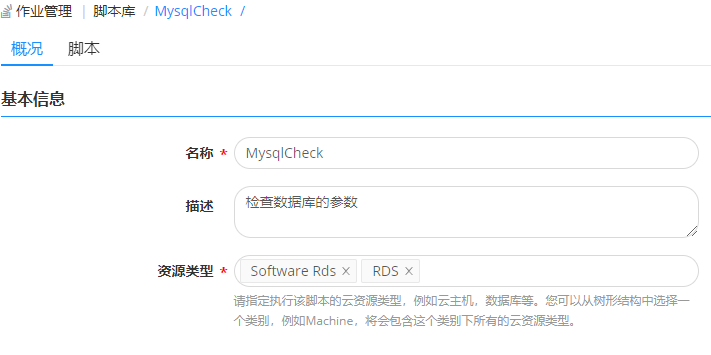 作业管理 | 脚本库 / MysqlCheck /
概况 脚本
基本信息
名称 * MysqlCheck
描述 检查数据库的参数
资源类型 * Software Rds × RDS ×
请指定执行该脚本的云资源类型，例如云主机，数据库等。您可以从树形结构中选择一
个类别，例如Machine，将会包含这个类别下所有的云资源类型。